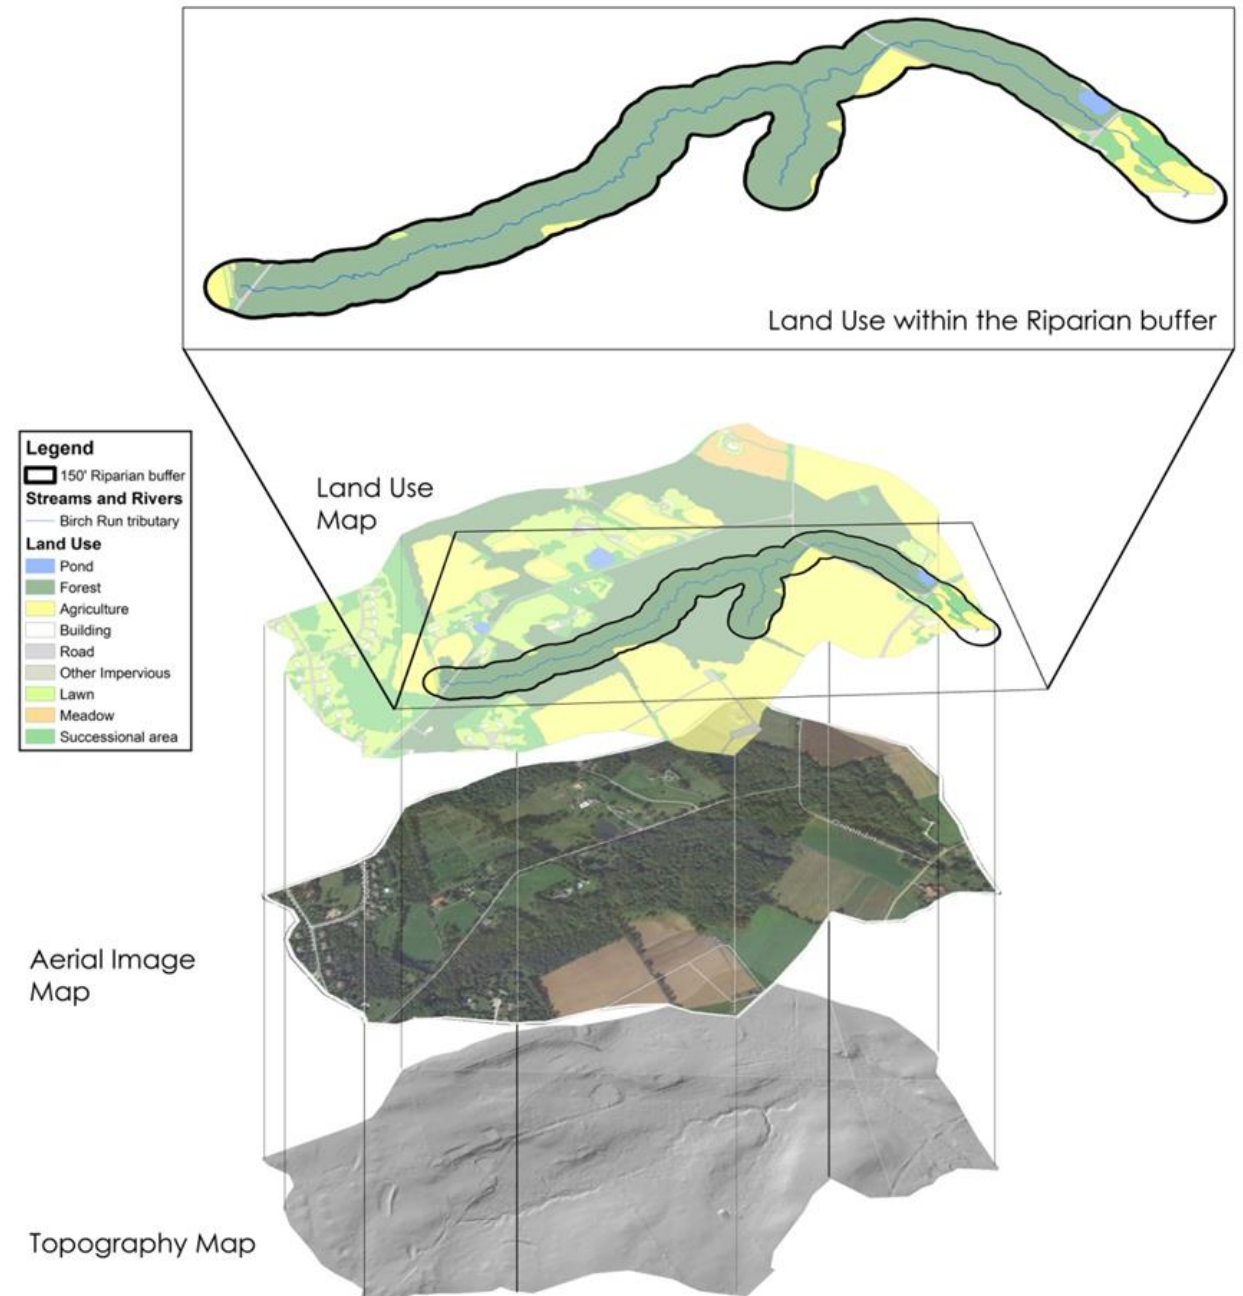 Land Use within the Riparian buffer
Legend
150' Riparian buffer
Streams and Rivers
Birch Run tributary
Land Use
Pond
Forest
Agriculture
Building
Road
Other Impervious
Lawn
Meadow
Successional area
Land Use
Map
Aerial Image
Map
Topography Map